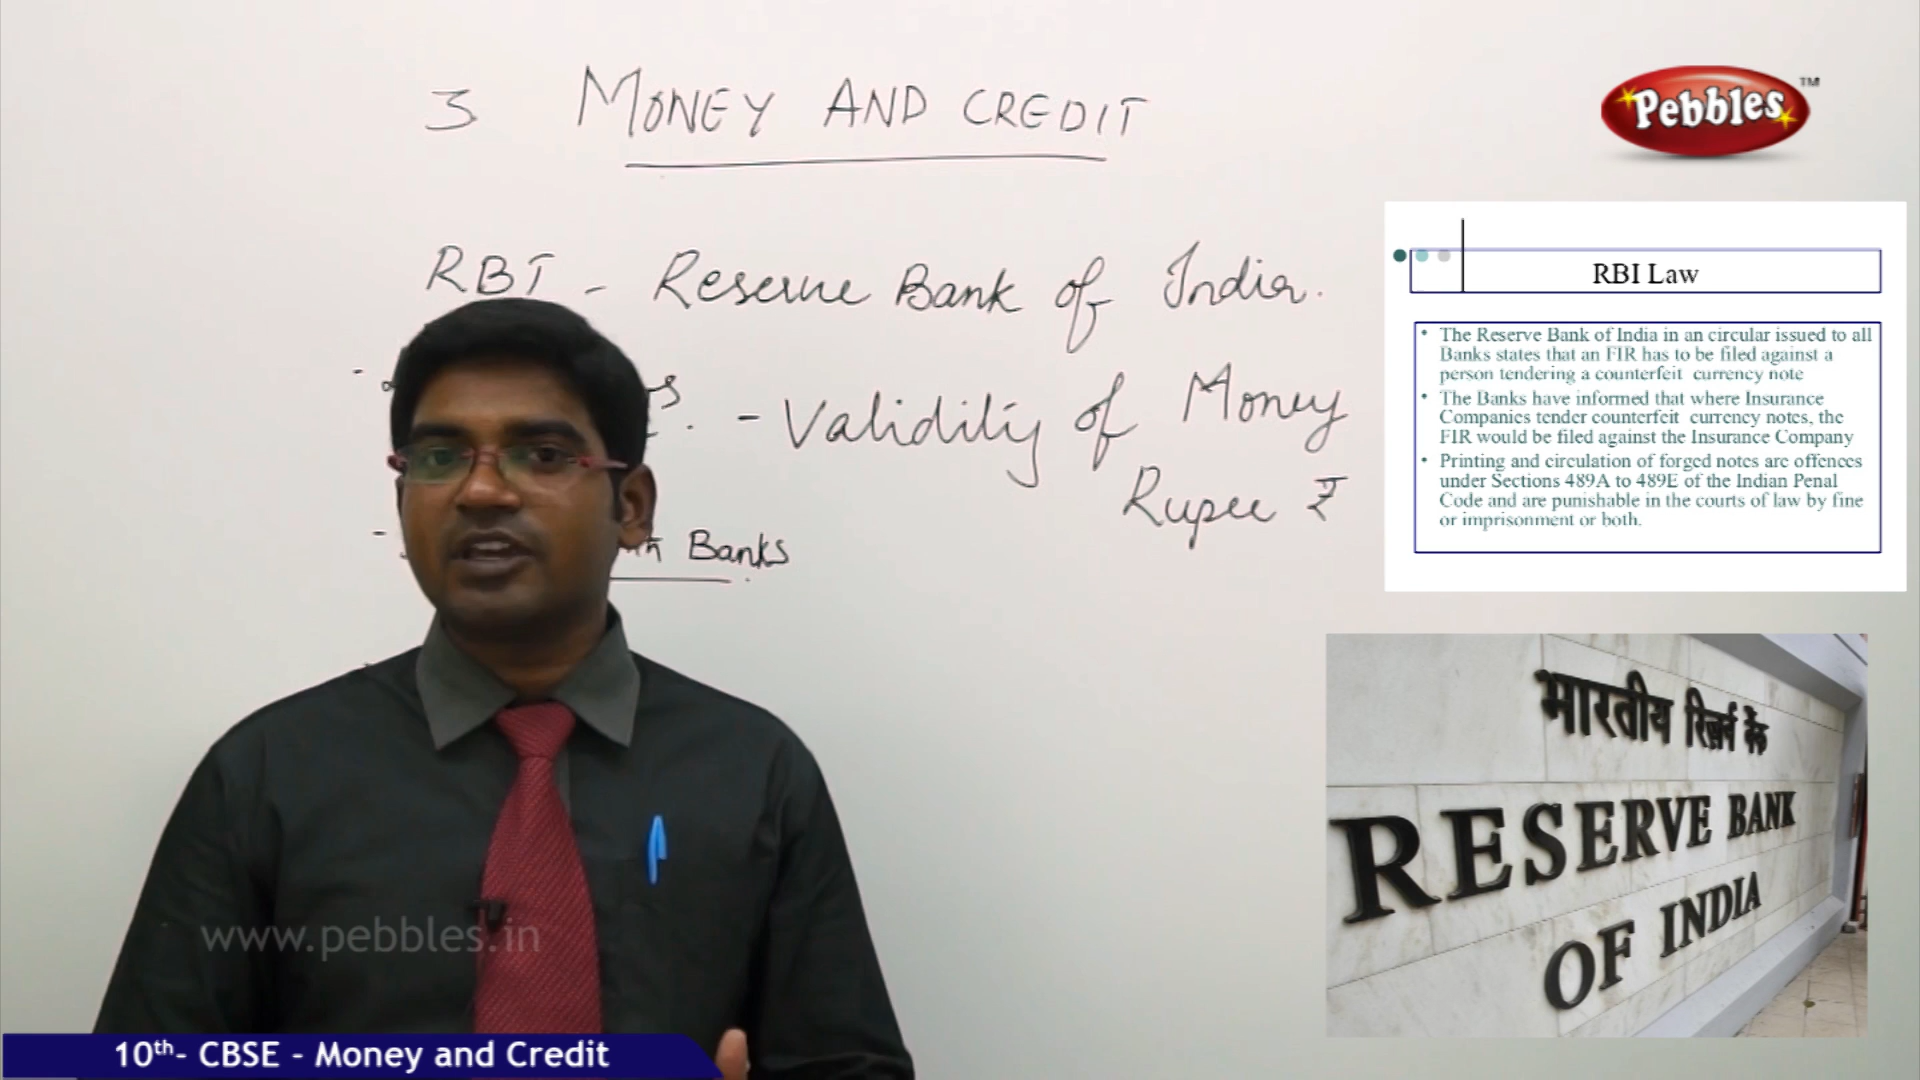 3 MONEY AND CREDIT
RBI - Reserve Bank of India.
- Validity of Money
Rupee ₹
Banks
Pebbles™
RBI Law
• The Reserve Bank of India in an circular issued to all
Banks states that an FIR has to be filed against a
person tendering a counterfeit currency note
• The Banks have informed that where Insurance
Companies tender counterfeit currency notes, the
FIR would be filed against the Insurance Company
• Printing and circulation of forged notes are offences
under Sections 489A to 489E of the Indian Penal
Code and are punishable in the courts of law by fine
or imprisonment or both.
भारतीय रिज़र्व बैंक
RESERVE BANK
OF INDIA
www.pebbles.in
10th- CBSE - Money and Credit